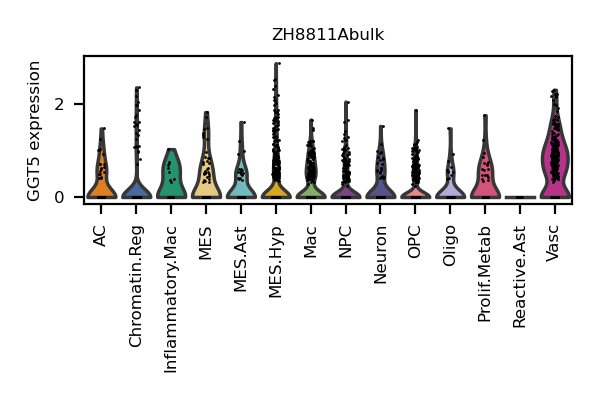 ZH8811Abulk
GGT5 expression
2
0
AC
Chromatin.Reg
Inflammatory.Mac
MES
MES.Ast
MES.Hyp
Mac
NPC
Neuron
OPC
Oligo
Prolif.Metab
Reactive.Ast
Vasc